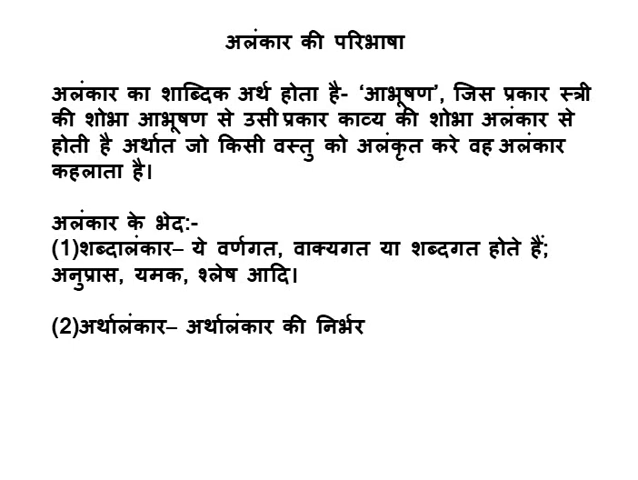 अलंकार की परिभाषा
अलंकार का शाब्दिक अर्थ होता है- ‘आभूषण’, जिस प्रकार स्त्री
की शोभा आभूषण से उसी प्रकार काव्य की शोभा अलंकार से
होती है अर्थात जो किसी वस्तु को अलंकृत करे वह अलंकार
कहलाता है।
अलंकार के भेद:-
(1)शब्दालंकार– ये वर्णगत, वाक्यगत या शब्दगत होते हैं;
अनुप्रास, यमक, श्लेष आदि।
(2)अर्थालंकार– अर्थालंकार की निर्भर